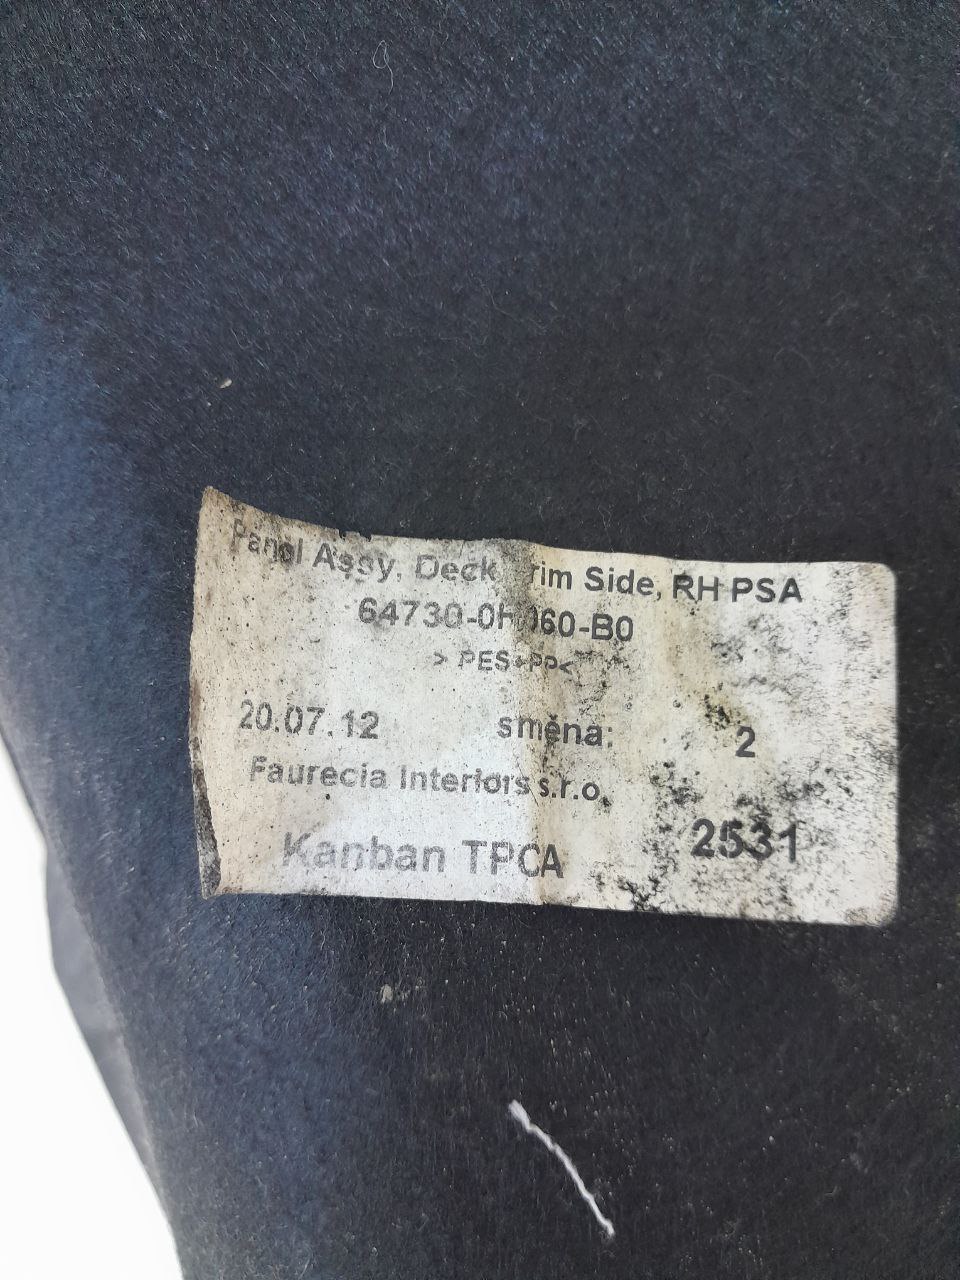 Panel Assy, Deck Trim Side, RH PSA
64730-0H060-B0
> PES+PP<
20.07.12 směna: 2
Faurecia Interiors s.r.o.
Kanban TPCA 2531